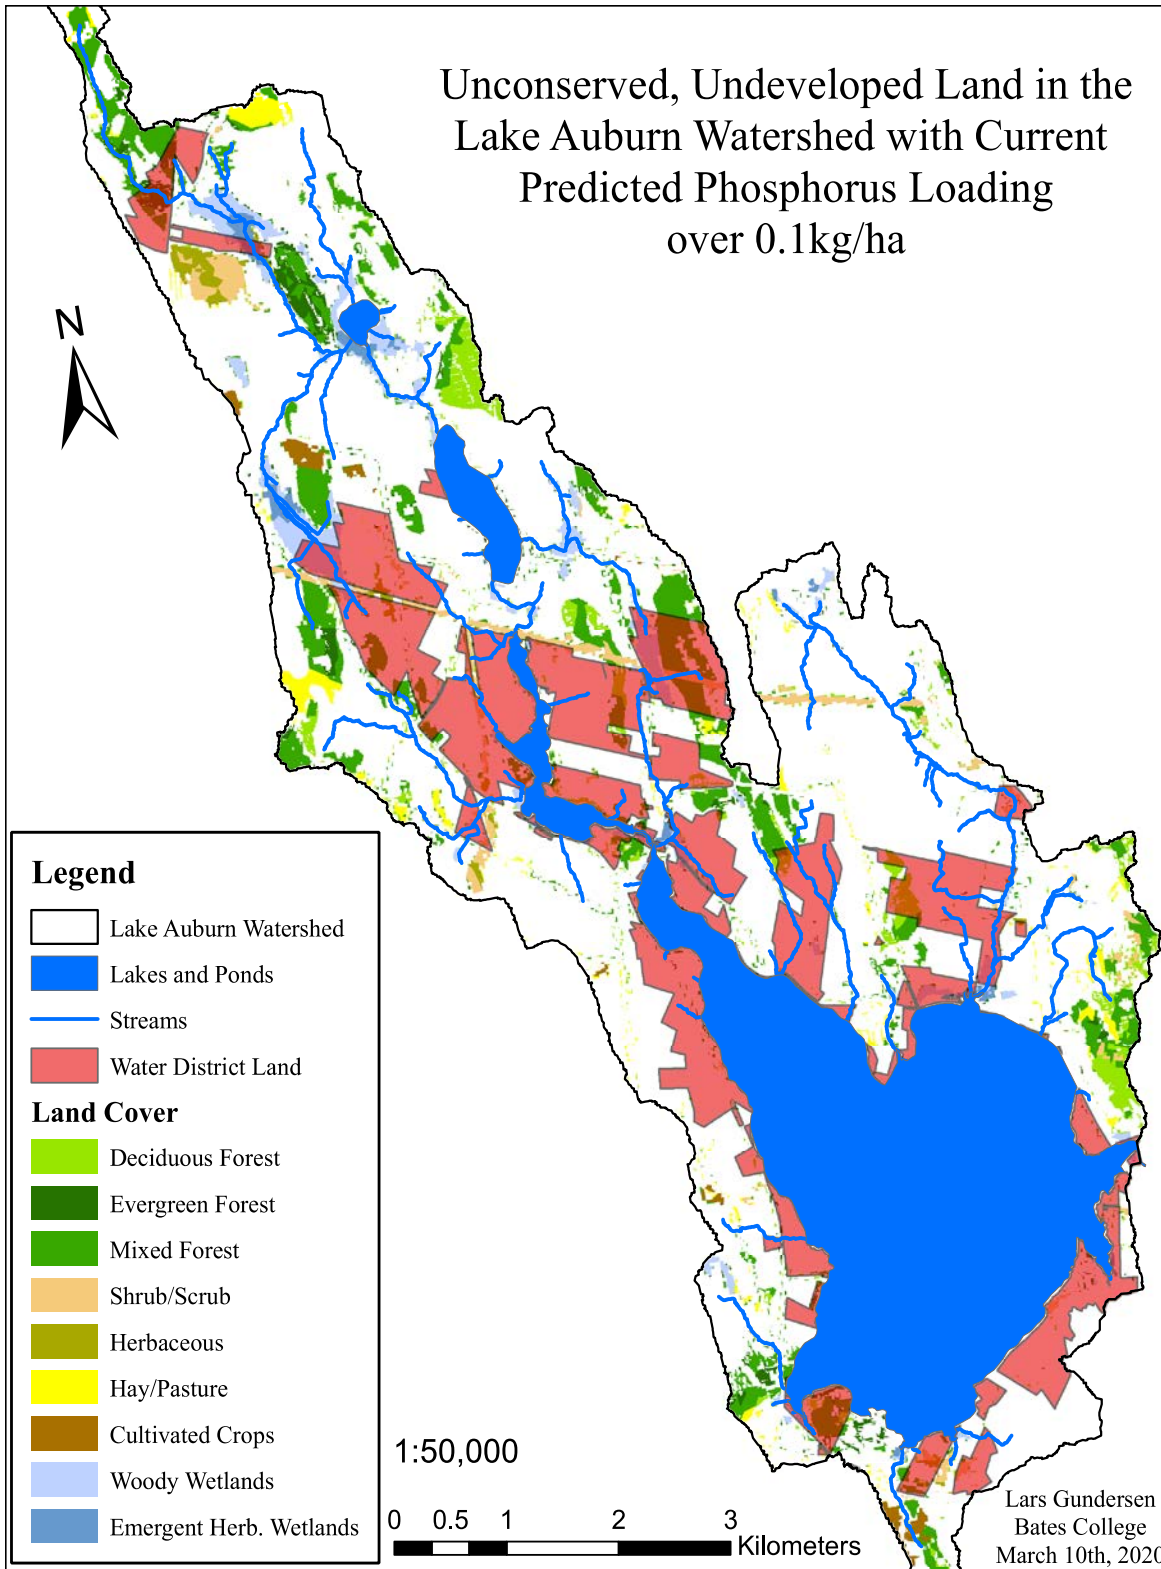 Unconserved, Undeveloped Land in the
Lake Auburn Watershed with Current
Predicted Phosphorus Loading
over 0.1kg/ha
N
Legend
Lake Auburn Watershed
Lakes and Ponds
Streams
Water District Land
Land Cover
Deciduous Forest
Evergreen Forest
Mixed Forest
Shrub/Scrub
Herbaceous
Hay/Pasture
Cultivated Crops
Woody Wetlands
Emergent Herb. Wetlands
1:50,000
0 0.5 1 2 3
Kilometers
Lars Gundersen
Bates College
March 10th, 2020